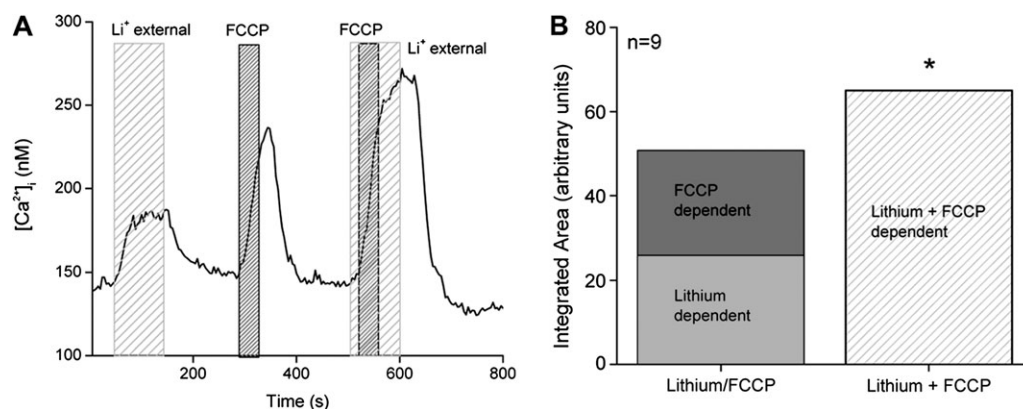 A
Li⁺ external
FCCP
FCCP
Li⁺ external
300
250
200
150
100
[Ca²⁺]ᵢ (nM)
200
400
600
800
Time (s)
B
n=9
*
80
60
40
20
0
Integrated Area (arbitrary units)
FCCP
dependent
Lithium
dependent
Lithium + FCCP
dependent
Lithium/FCCP
Lithium + FCCP